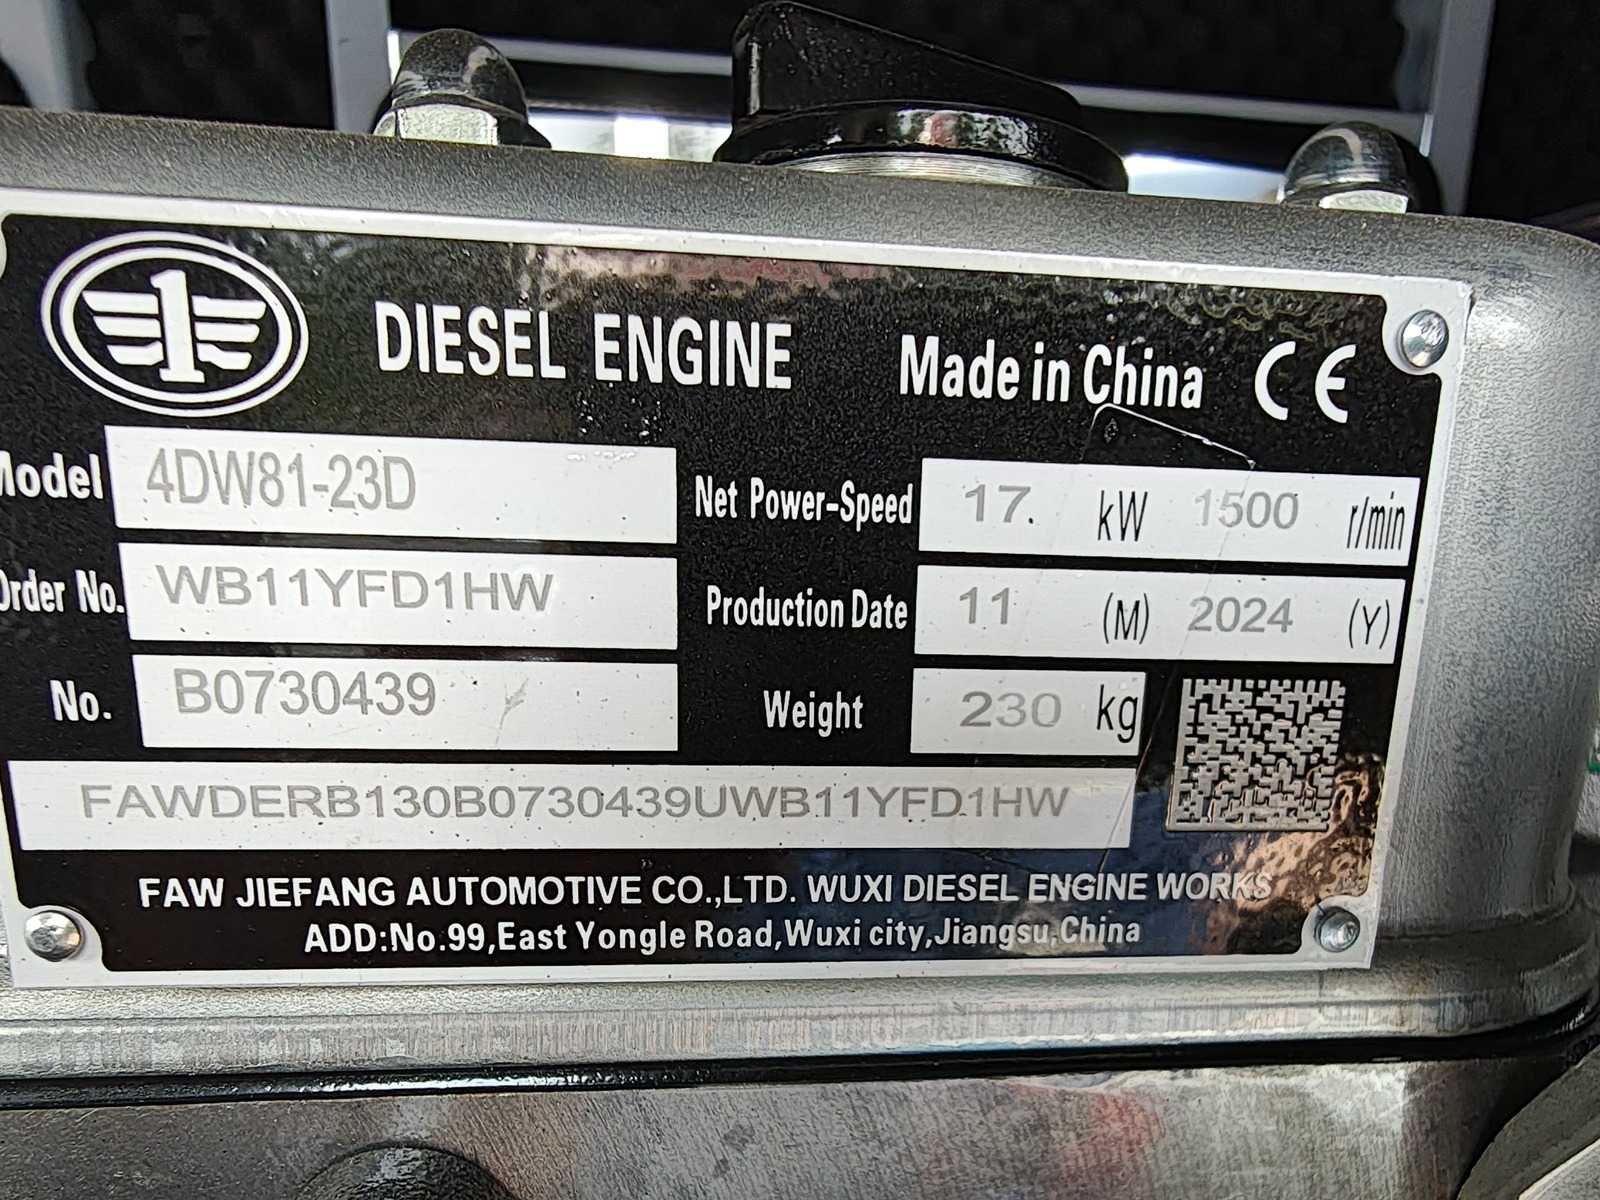 1
DIESEL ENGINE Made in China CE
Model 4DW81-23D Net Power-Speed 17. kW 1500 r/min
Order No. WB11YFD1HW Production Date 11 (M) 2024 (Y)
No. B0730439 Weight 230 kg
FAWDERB130B0730439UWB11YFD1HW
FAW JIEFANG AUTOMOTIVE CO.,LTD. WUXI DIESEL ENGINE WORKS
ADD:No.99,East Yongle Road,Wuxi city,Jiangsu,China